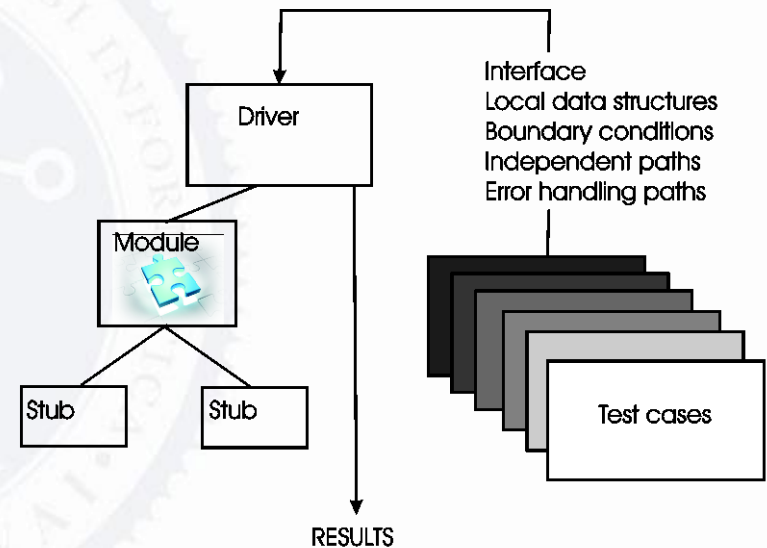 Driver
Interface
Local data structures
Boundary conditions
Independent paths
Error handling paths
Module
Stub
Stub
Test cases
RESULTS